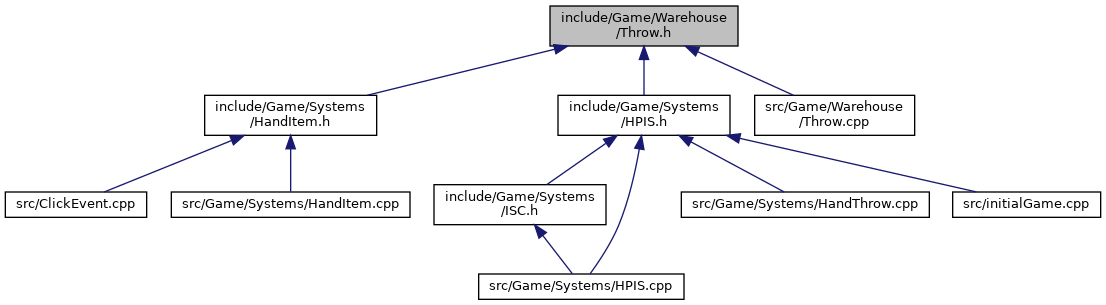 include/Game/Warehouse
/Throw.h
include/Game/Systems
/HandItem.h
include/Game/Systems
/HPIS.h
src/Game/Warehouse
/Throw.cpp
src/ClickEvent.cpp
src/Game/Systems/HandItem.cpp
include/Game/Systems
/ISC.h
src/Game/Systems/HandThrow.cpp
src/initialGame.cpp
src/Game/Systems/HPIS.cpp